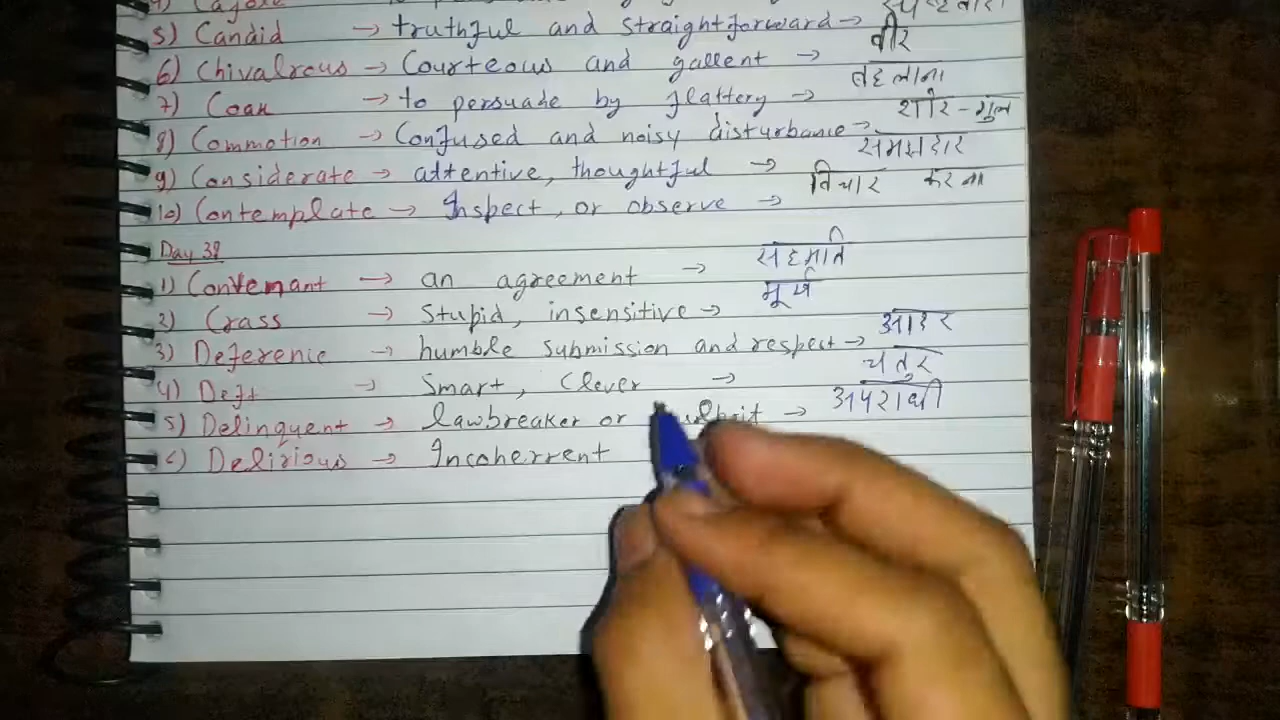 5) Candid → truthful and straightforward →
6) Chivalrous → Courteous and gallent → वीर
7) Coax → to persuade by flattery → बहलाना
8) Commotion → Confused and noisy disturbance → शोर-गुल
9) Considerate → attentive, thoughtful → समझदार
10) Contemplate → Inspect, or observe → विचार करना
Day 38
1) Convemant → an agreement → सहमति
2) Crass → Stupid, insensitive → मूर्ख
3) Deference → humble submission and respect → आदर
4) Deft → Smart, Clever → चतुर
5) Delinquent → lawbreaker or → अपराधी
6) Delirious → Incoherrent